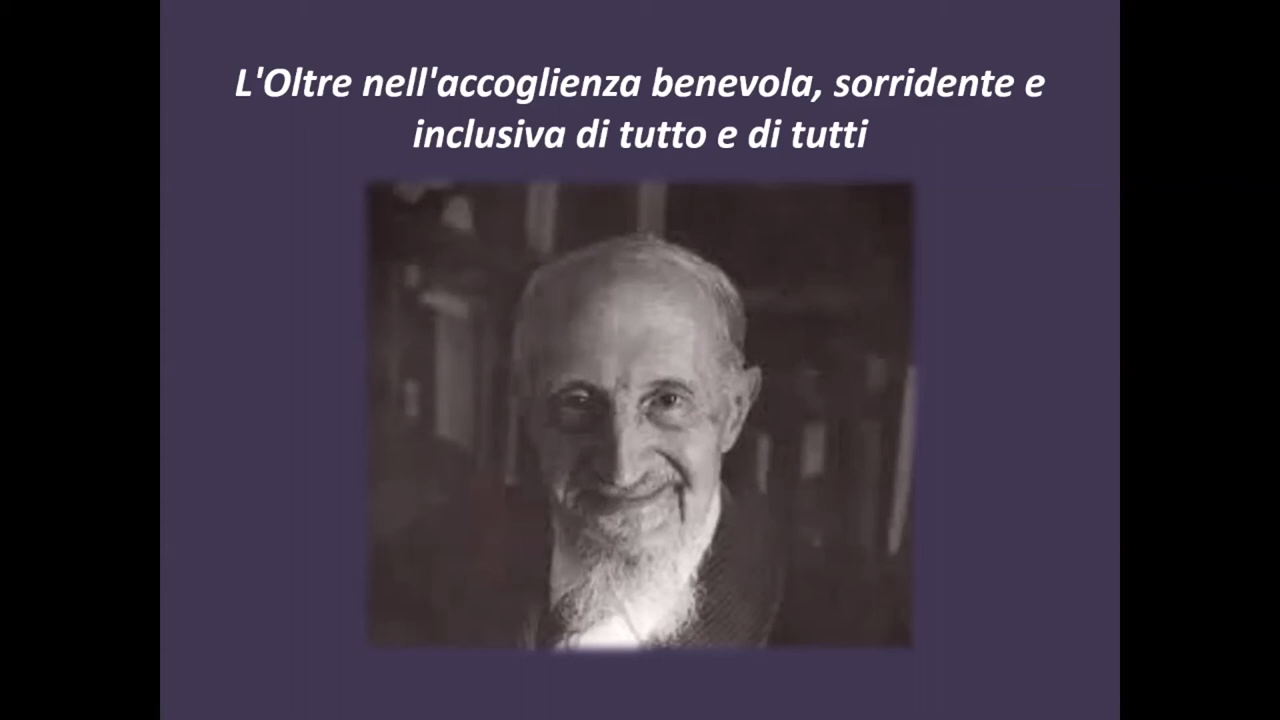 L'Oltre nell'accoglienza benevola, sorridente e
inclusiva di tutto e di tutti